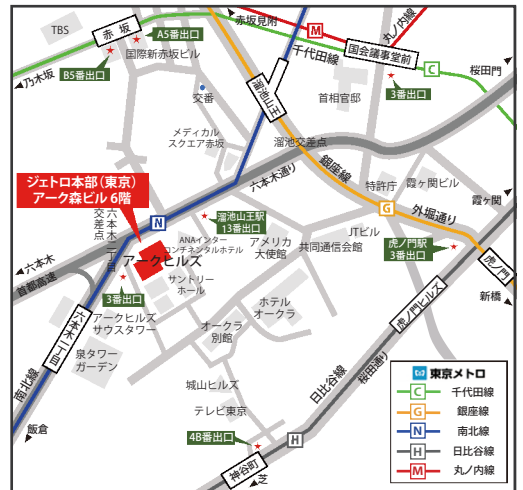 TBS
赤坂
A5番出口
赤坂見附
丸ノ内線
M
国会議事堂前
千代田線
C
桜田門
B5番出口
国際新赤坂ビル
乃木坂
交番
溜池山王
首相官邸
3番出口
メディカル
スクエア赤坂
溜池交差点
六本木通り
銀座線
霞ヶ関ビル
特許庁
霞ヶ関
ジェトロ本部(東京)
アーク森ビル 6階
六本木一丁目
交差点
N
溜池山王駅
13番出口
G
外堀通り
ANAインター
コンチネンタルホテル
アメリカ
大使館
共同通信会館
JTビル
虎ノ門駅
3番出口
虎ノ門
六本木
首都高速
アークヒルズ
3番出口
サントリー
ホール
新橋
ホテル
オークラ
虎ノ門ヒルズ
アークヒルズ
サウスタワー
オークラ
別館
六本木一丁目
泉タワー
ガーデン
南北線
日比谷線
桜田通り
城山ヒルズ
テレビ東京
飯倉
4B番出口
H
神谷町
芝
東京メトロ
C 千代田線
G 銀座線
N 南北線
H 日比谷線
M 丸ノ内線